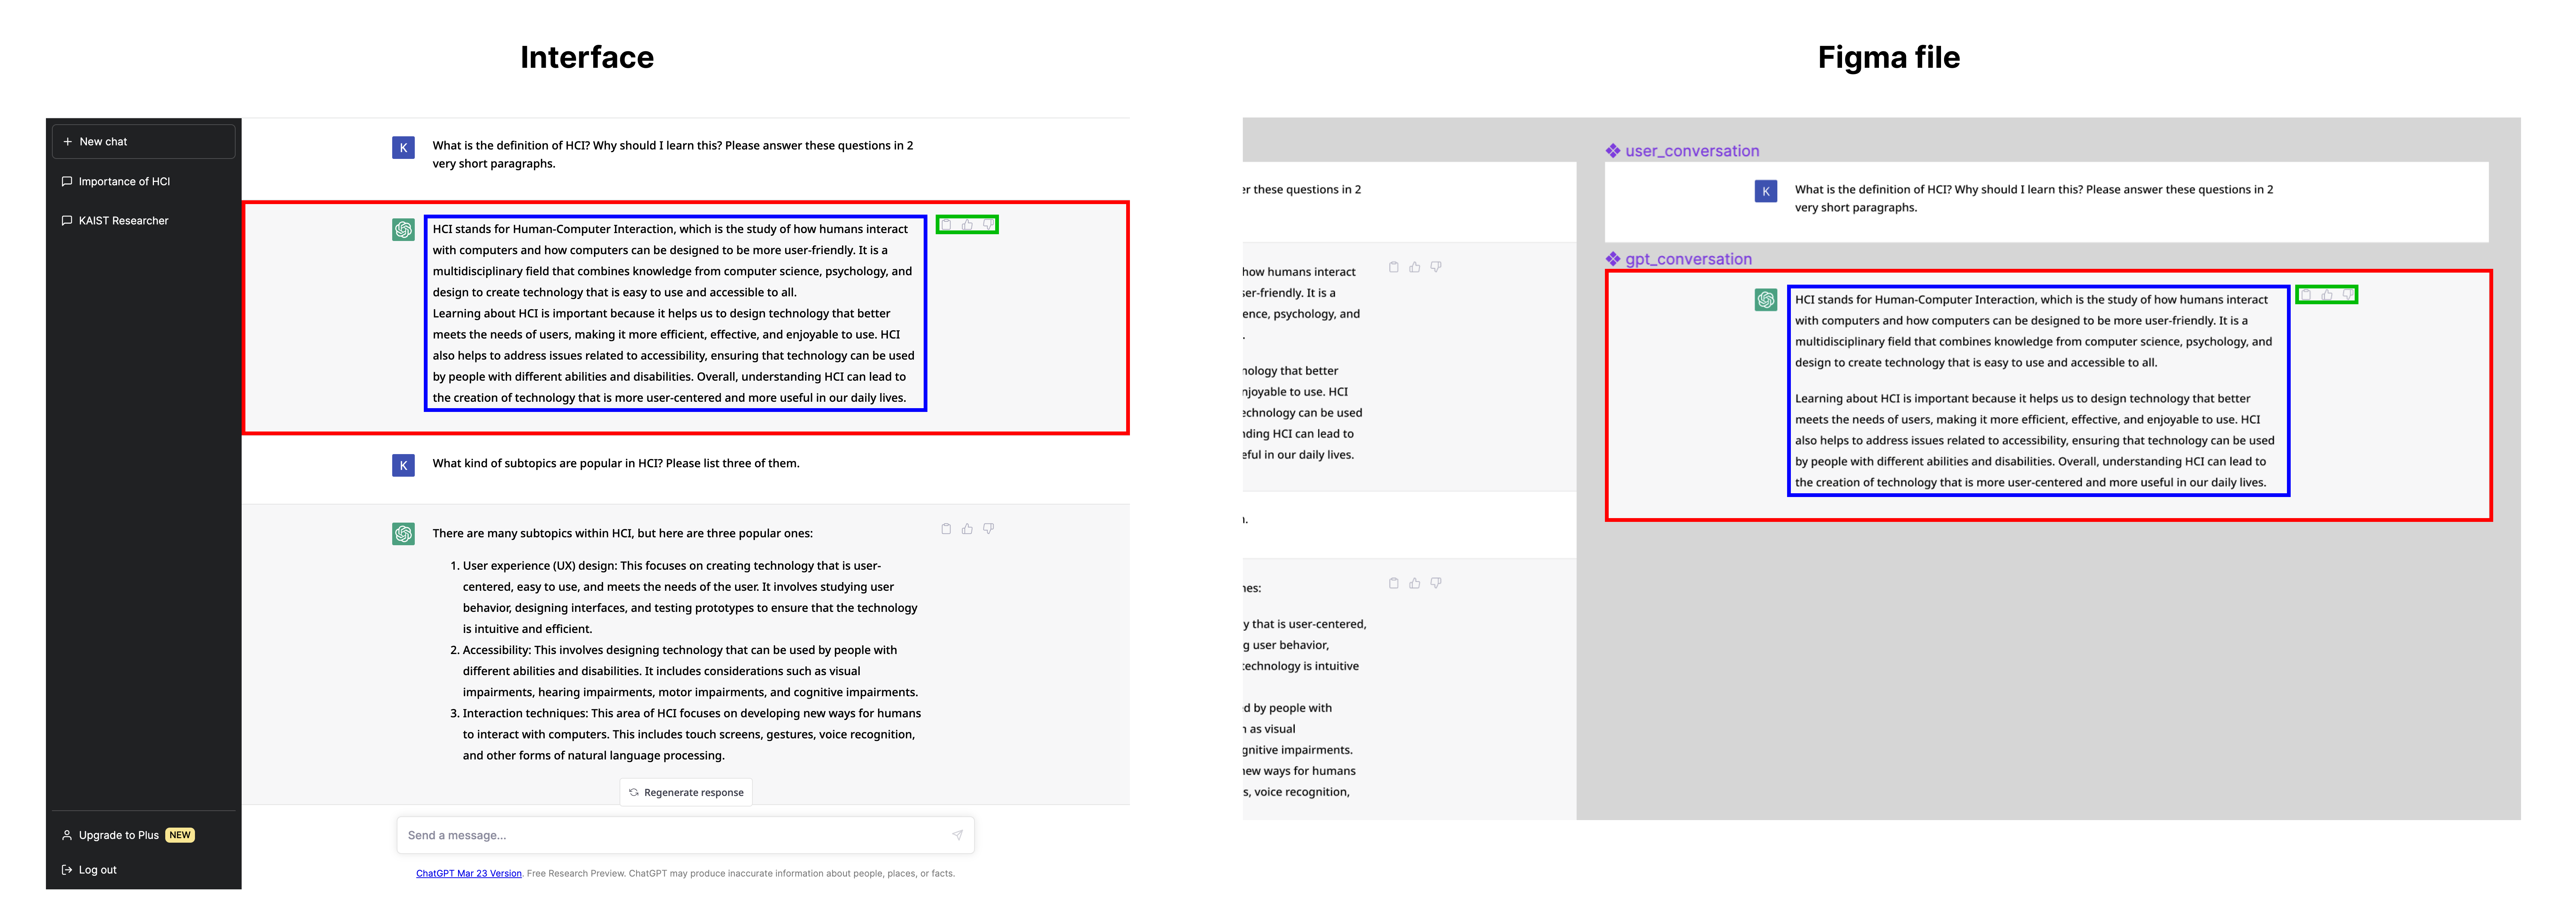 Interface
New chat
Importance of HCI
KAIST Researcher
Upgrade to Plus NEW
Log out
K
What is the definition of HCI? Why should I learn this? Please answer these questions in 2
very short paragraphs.
HCI stands for Human-Computer Interaction, which is the study of how humans interact
with computers and how computers can be designed to be more user-friendly. It is a
multidisciplinary field that combines knowledge from computer science, psychology, and
design to create technology that is easy to use and accessible to all.
Learning about HCI is important because it helps us to design technology that better
meets the needs of users, making it more efficient, effective, and enjoyable to use. HCI
also helps to address issues related to accessibility, ensuring that technology can be used
by people with different abilities and disabilities. Overall, understanding HCI can lead to
the creation of technology that is more user-centered and more useful in our daily lives.
K
What kind of subtopics are popular in HCI? Please list three of them.
There are many subtopics within HCI, but here are three popular ones:
1. User experience (UX) design: This focuses on creating technology that is user-
centered, easy to use, and meets the needs of the user. It involves studying user
behavior, designing interfaces, and testing prototypes to ensure that the technology
is intuitive and efficient.
2. Accessibility: This involves designing technology that can be used by people with
different abilities and disabilities. It includes considerations such as visual
impairments, hearing impairments, motor impairments, and cognitive impairments.
3. Interaction techniques: This area of HCI focuses on developing new ways for humans
to interact with computers. This includes touch screens, gestures, voice recognition,
and other forms of natural language processing.
Regenerate response
Send a message...
ChatGPT Mar 23 Version. Free Research Preview. ChatGPT may produce inaccurate information about people, places, or facts.
Figma file
er these questions in 2
how humans interact
ser-friendly. It is a
ence, psychology, and
.
nology that better
njoyable to use. HCI
echnology can be used
nding HCI can lead to
eful in our daily lives.
n.
nes:
y that is user-centered,
g user behavior,
technology is intuitive
d by people with
n as visual
gnitive impairments.
new ways for humans
s, voice recognition,
user_conversation
K
What is the definition of HCI? Why should I learn this? Please answer these questions in 2
very short paragraphs.
gpt_conversation
HCI stands for Human-Computer Interaction, which is the study of how humans interact
with computers and how computers can be designed to be more user-friendly. It is a
multidisciplinary field that combines knowledge from computer science, psychology, and
design to create technology that is easy to use and accessible to all.
Learning about HCI is important because it helps us to design technology that better
meets the needs of users, making it more efficient, effective, and enjoyable to use. HCI
also helps to address issues related to accessibility, ensuring that technology can be used
by people with different abilities and disabilities. Overall, understanding HCI can lead to
the creation of technology that is more user-centered and more useful in our daily lives.